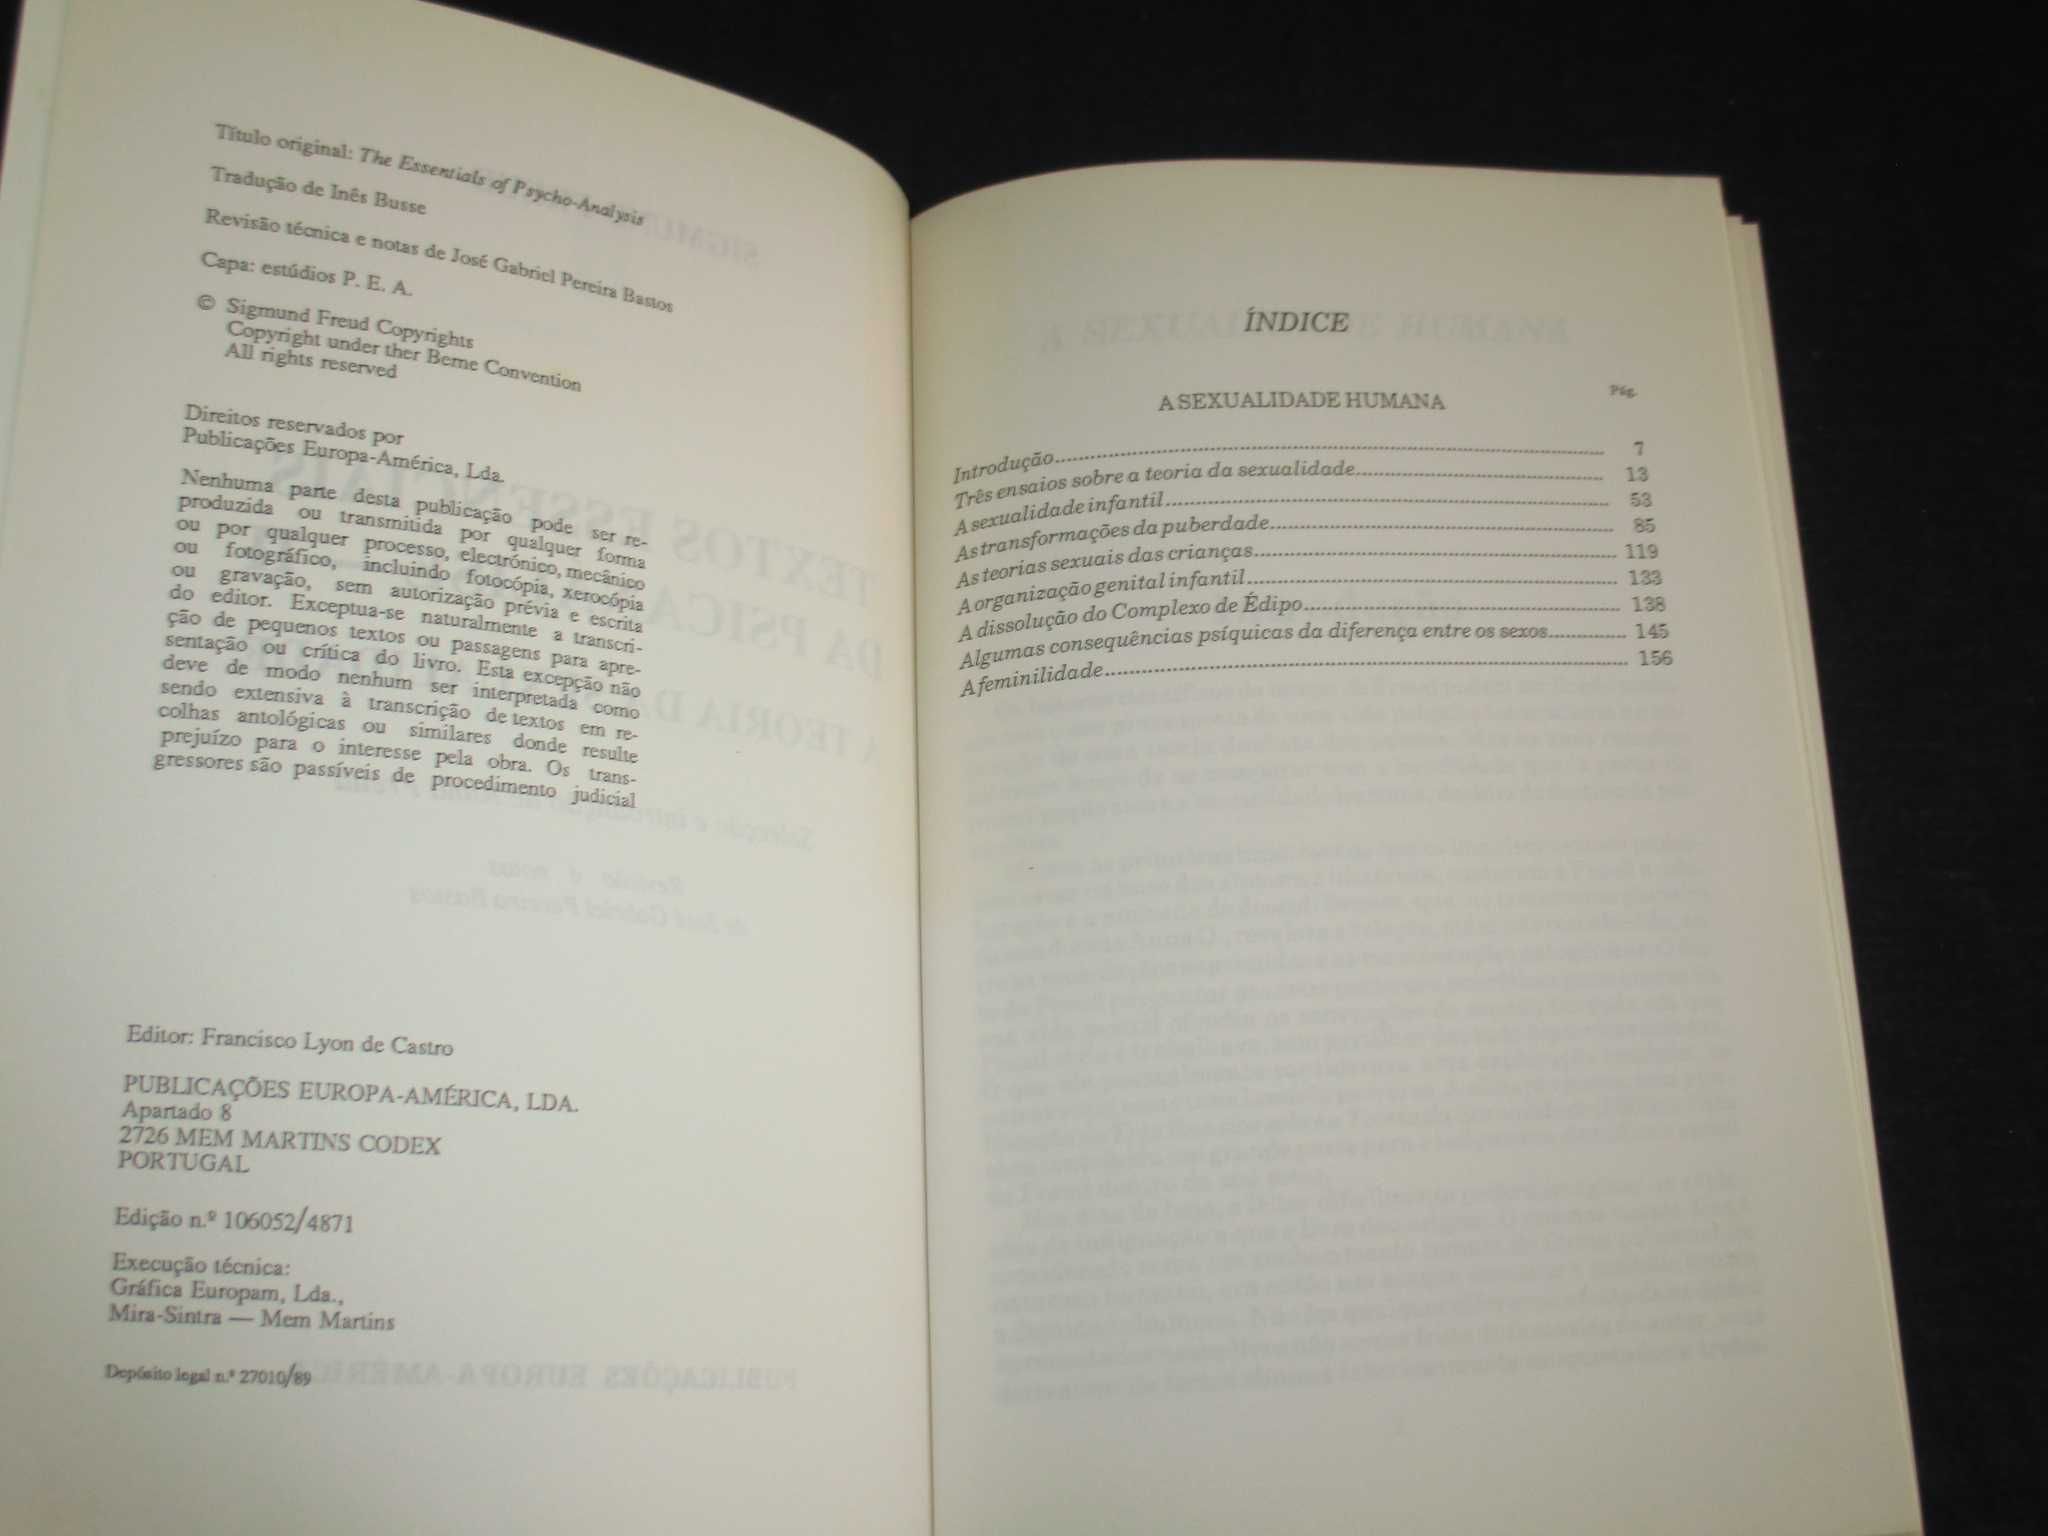 Título original: The Essentials of Psycho-Analysis
Tradução de Inês Busse
Revisão técnica e notas de José Gabriel Pereira Bastos
Capa: estúdios P. E. A.
© Sigmund Freud Copyrights
Copyright under ther Berne Convention
All rights reserved
Direitos reservados por
Publicações Europa-América, Lda.
Nenhuma parte desta publicação pode ser re-
produzida ou transmitida por qualquer forma
ou por qualquer processo, electrónico, mecânico
ou fotográfico, incluindo fotocópia, xerocópia
ou gravação, sem autorização prévia e escrita
do editor. Exceptua-se naturalmente a transcri-
ção de pequenos textos ou passagens para apre-
sentação ou crítica do livro. Esta excepção não
deve de modo nenhum ser interpretada como
sendo extensiva à transcrição de textos em re-
colhas antológicas ou similares donde resulte
prejuízo para o interesse pela obra. Os trans-
gressores são passíveis de procedimento judicial
Editor: Francisco Lyon de Castro
PUBLICAÇÕES EUROPA-AMÉRICA, LDA.
Apartado 8
2726 MEM MARTINS CODEX
PORTUGAL
Edição n.º 106052/4871
Execução técnica:
Gráfica Europam, Lda.,
Mira-Sintra — Mem Martins
Depósito legal n.º 27010/89
ÍNDICE
A SEXUALIDADE HUMANA
Pág.
Introdução 7
Três ensaios sobre a teoria da sexualidade 13
A sexualidade infantil 53
As transformações da puberdade 85
As teorias sexuais das crianças 119
A organização genital infantil 133
A dissolução do Complexo de Édipo 138
Algumas consequências psíquicas da diferença entre os sexos 145
A feminilidade 156